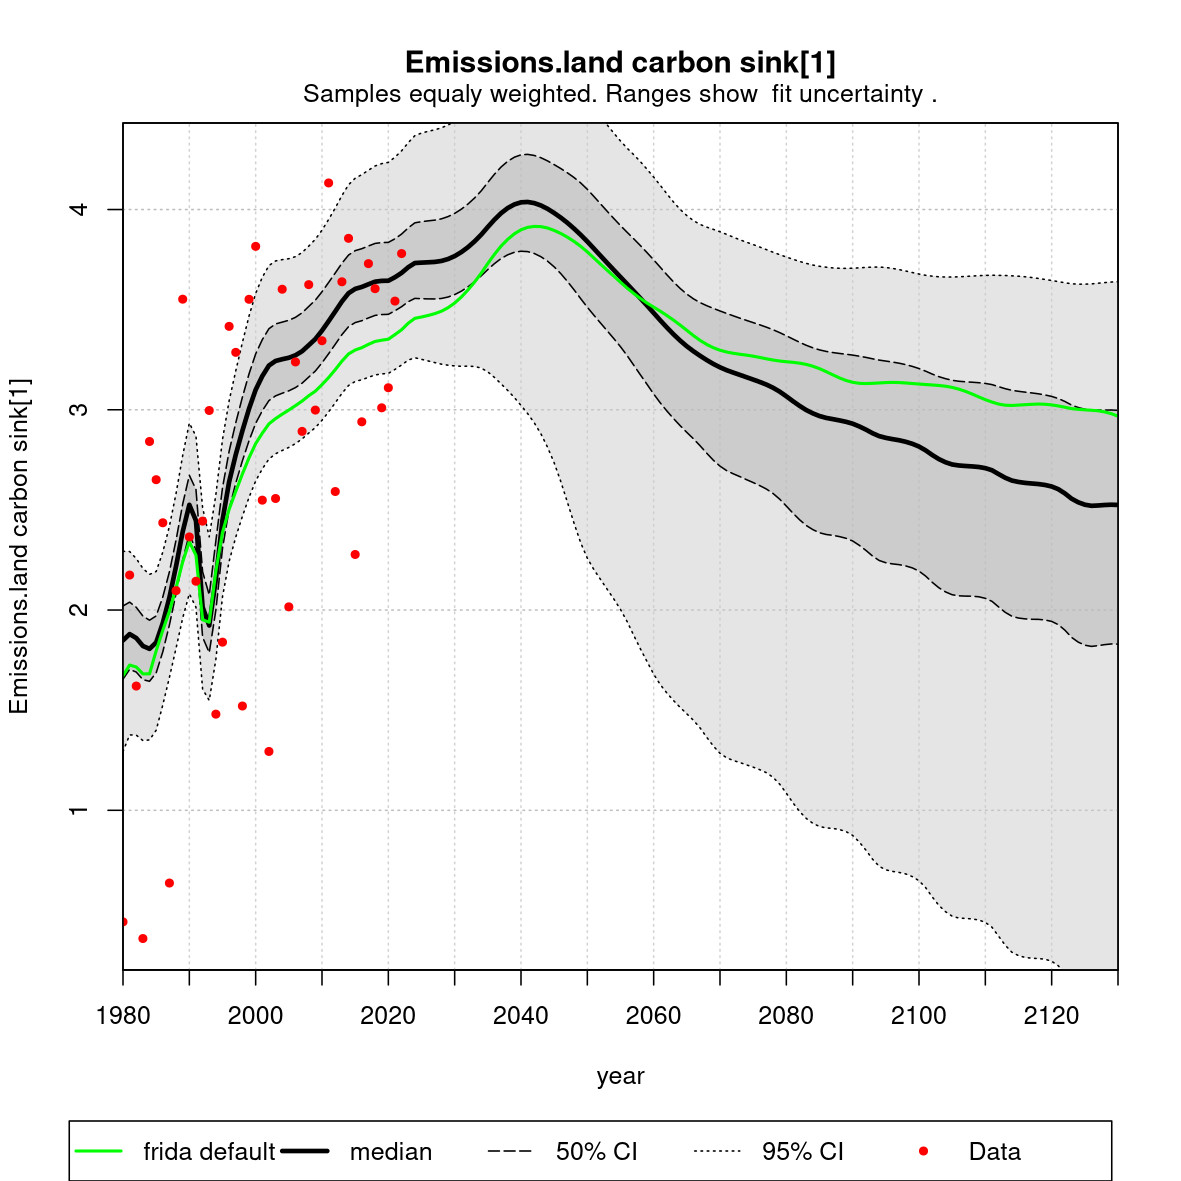 Emissions.land carbon sink[1]
Samples equaly weighted. Ranges show  fit uncertainty .
Emissions.land carbon sink[1]
4
3
2
1
1980 2000 2020 2040 2060 2080 2100 2120
year
frida default median 50% CI 95% CI Data